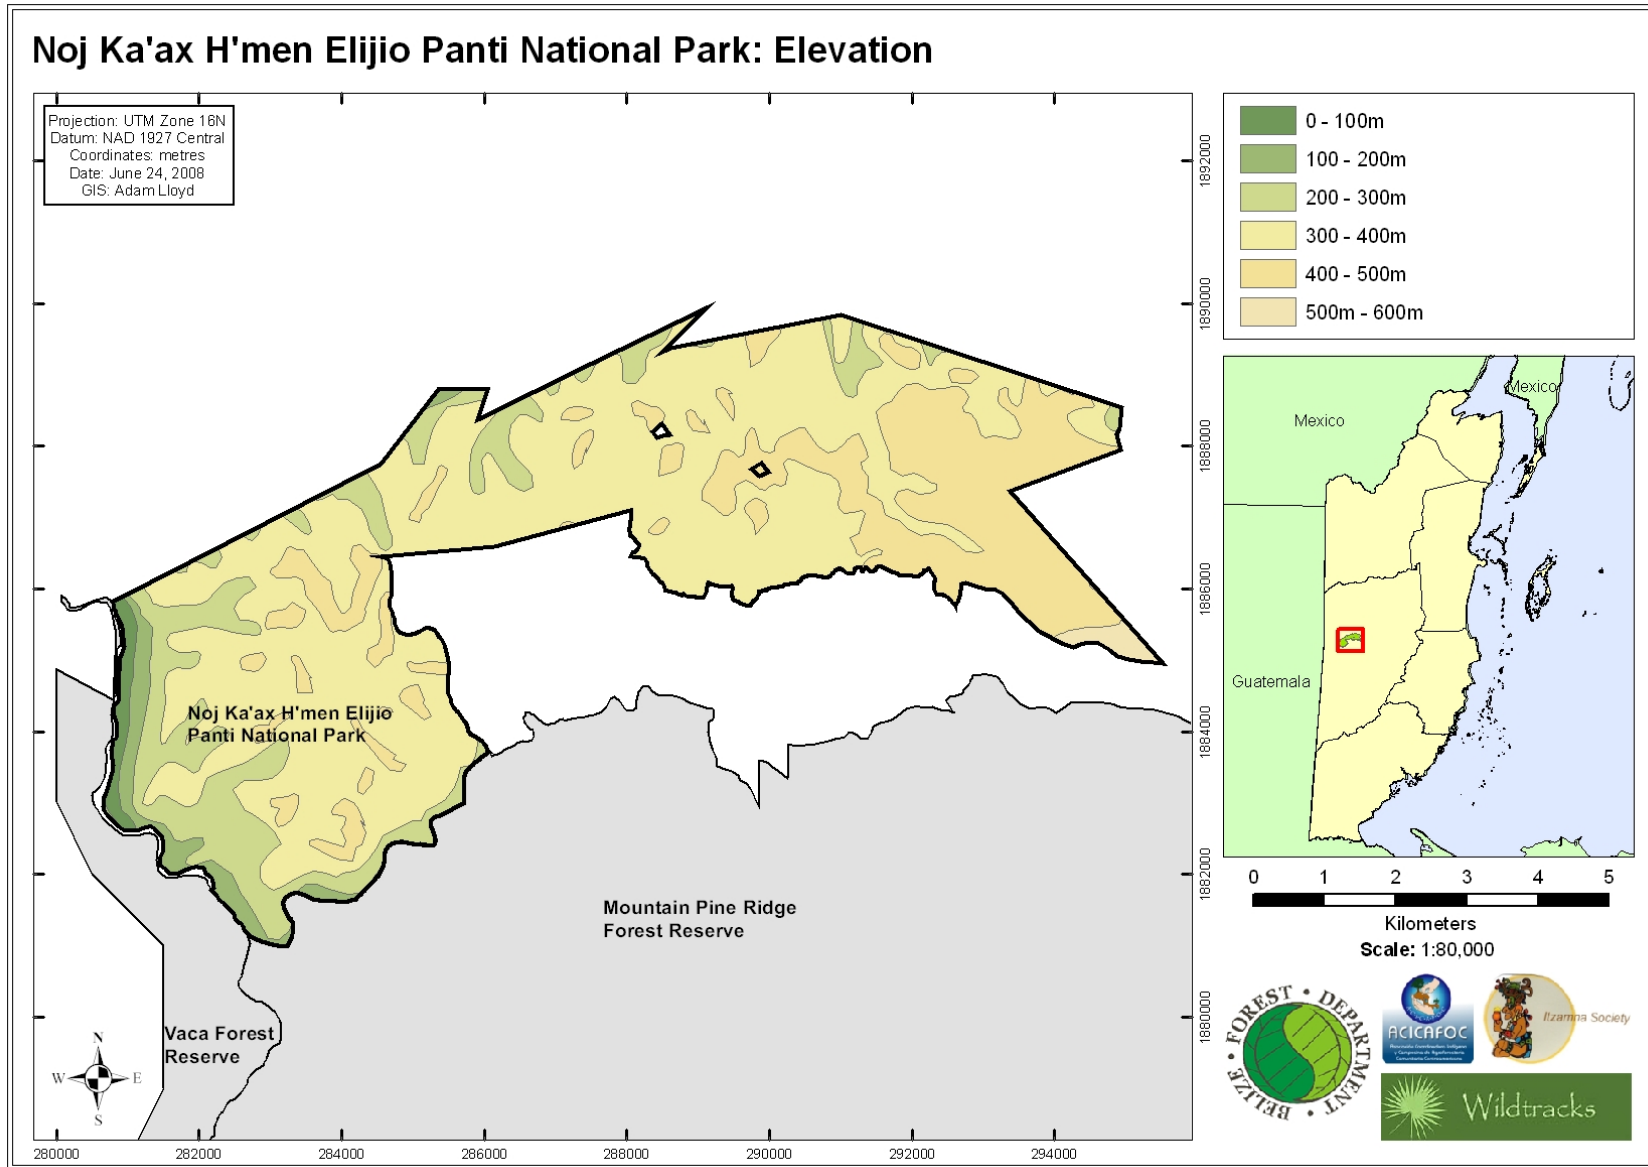 Noj Ka'ax H'men Elijio Panti National Park: Elevation
Projection: UTM Zone 16N
Datum: NAD 1927 Central
Coordinates: metres
Date: June 24, 2008
GIS: Adam Lloyd
0 - 100m
100 - 200m
200 - 300m
300 - 400m
400 - 500m
500m - 600m
1892000
1890000
1888000
1886000
1884000
1882000
1880000
280000
282000
284000
286000
288000
290000
292000
294000
Noj Ka'ax H'men Elijio
Panti National Park
Mountain Pine Ridge
Forest Reserve
Vaca Forest
Reserve
N
W
E
S
Mexico
Mexico
Guatemala
0 1 2 3 4 5
Kilometers
Scale: 1:80,000
BELIZE • FOREST • DEPARTMENT •
ACICAFOC
Itzamna Society
Wildtracks